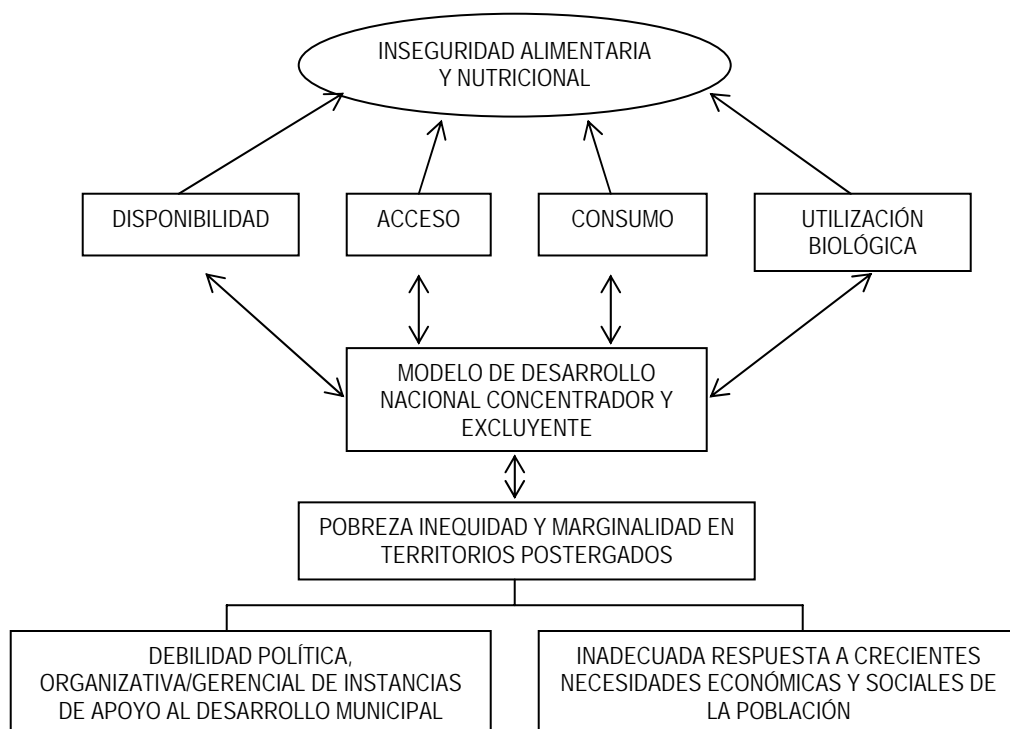 INSEGURIDAD ALIMENTARIA
Y NUTRICIONAL
DISPONIBILIDAD
ACCESO
CONSUMO
UTILIZACIÓN
BIOLÓGICA
MODELO DE DESARROLLO
NACIONAL CONCENTRADOR Y
EXCLUYENTE
POBREZA INEQUIDAD Y MARGINALIDAD EN
TERRITORIOS POSTERGADOS
DEBILIDAD POLÍTICA,
ORGANIZATIVA/GERENCIAL DE INSTANCIAS
DE APOYO AL DESARROLLO MUNICIPAL
INADECUADA RESPUESTA A CRECIENTES
NECESIDADES ECONÓMICAS Y SOCIALES DE
LA POBLACIÓN